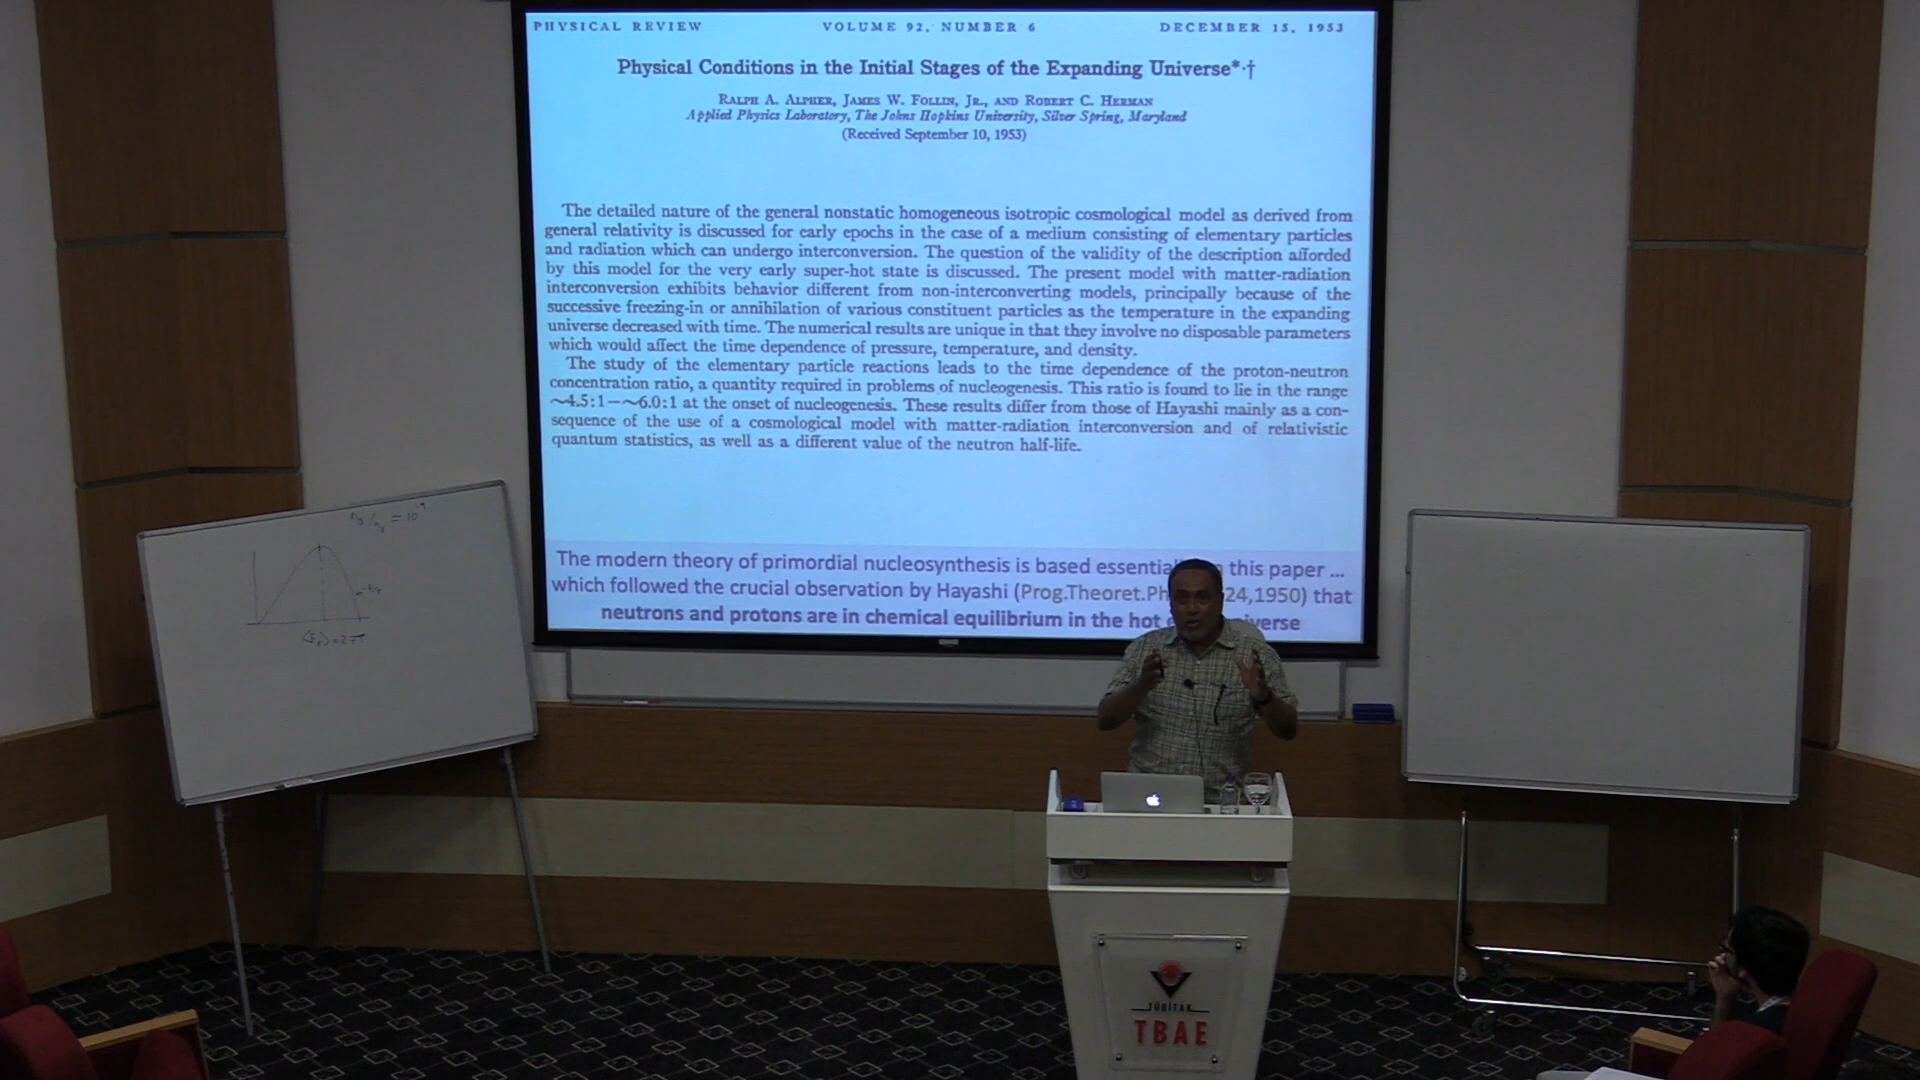 PHYSICAL REVIEW VOLUME 92, NUMBER 6 DECEMBER 15, 1953
Physical Conditions in the Initial Stages of the Expanding Universe*·†
RALPH A. ALPHER, JAMES W. FOLLIN, JR., AND ROBERT C. HERMAN
Applied Physics Laboratory, The Johns Hopkins University, Silver Spring, Maryland
(Received September 10, 1953)
The detailed nature of the general nonstatic homogeneous isotropic cosmological model as derived from
general relativity is discussed for early epochs in the case of a medium consisting of elementary particles
and radiation which can undergo interconversion. The question of the validity of the description afforded
by this model for the very early super-hot state is discussed. The present model with matter-radiation
interconversion exhibits behavior different from non-interconverting models, principally because of the
successive freezing-in or annihilation of various constituent particles as the temperature in the expanding
universe decreased with time. The numerical results are unique in that they involve no disposable parameters
which would affect the time dependence of pressure, temperature, and density.
The study of the elementary particle reactions leads to the time dependence of the proton-neutron
concentration ratio, a quantity required in problems of nucleogenesis. This ratio is found to lie in the range
~4.5:1—~6.0:1 at the onset of nucleogenesis. These results differ from those of Hayashi mainly as a con-
sequence of the use of a cosmological model with matter-radiation interconversion and of relativistic
quantum statistics, as well as a different value of the neutron half-life.
The modern theory of primordial nucleosynthesis is based this paper ...
which followed the crucial observation by Hayashi (Prog.Theoret. 24,1950) that
neutrons and protons are in chemical equilibrium in the hot
= 10⁻⁹
TÜBİTAK
TBAE